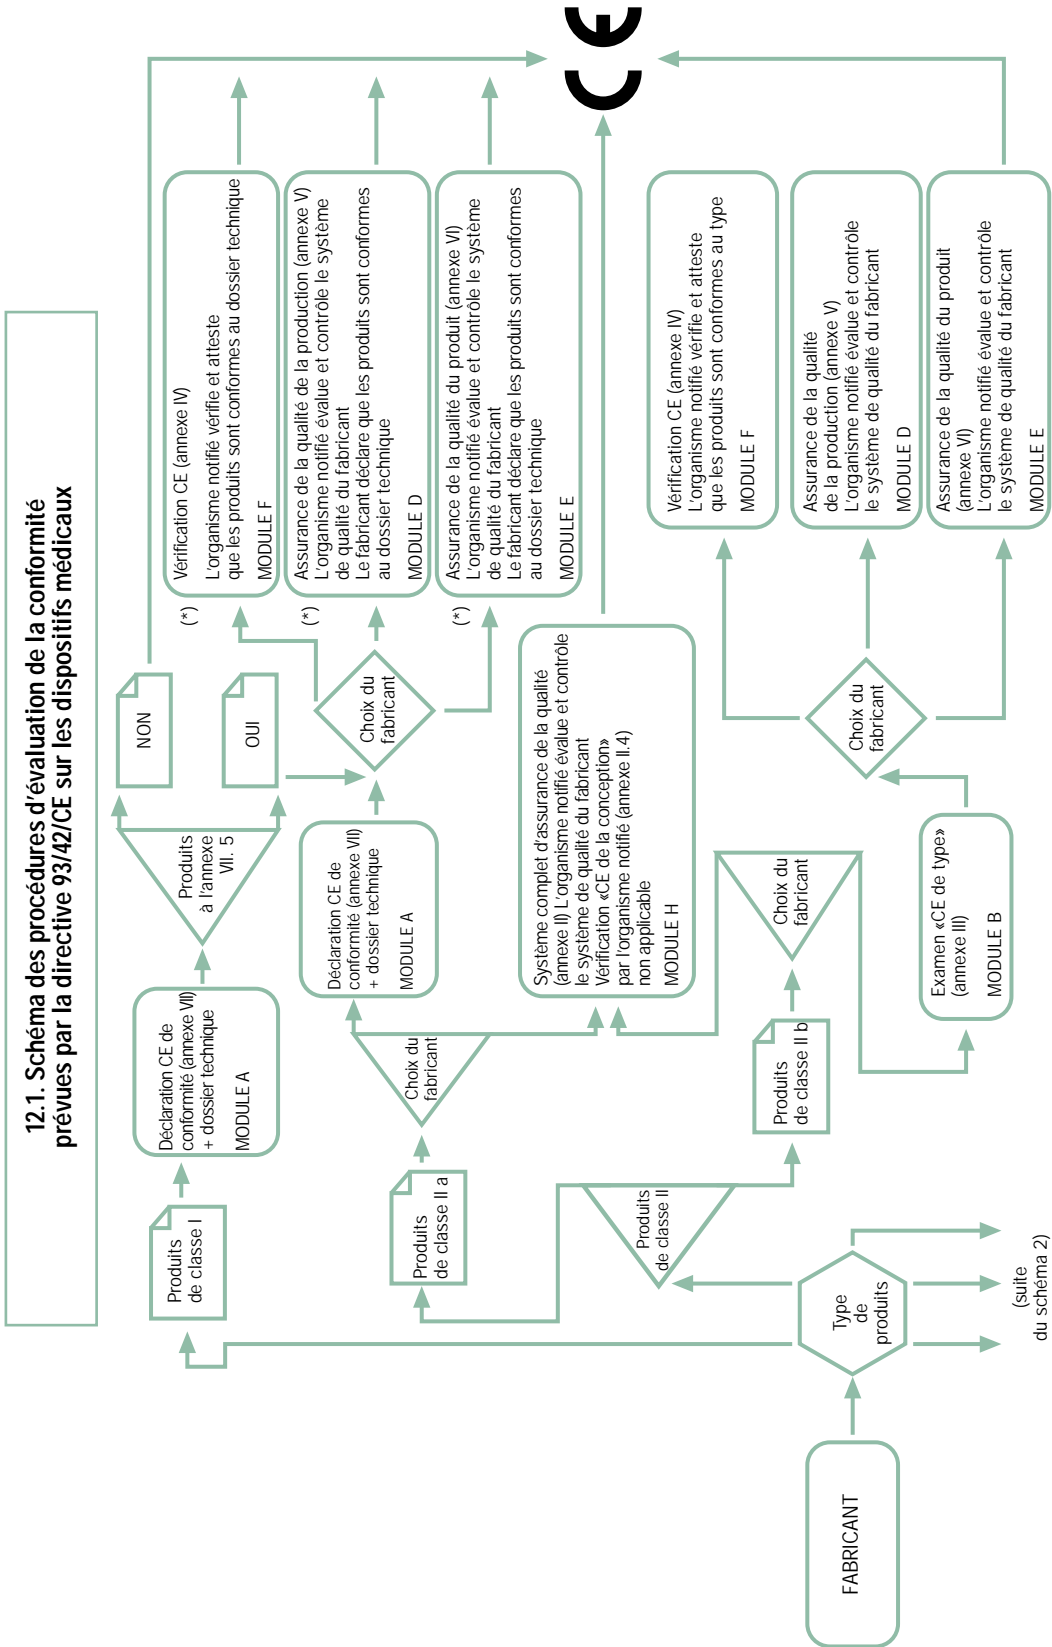 12.1. Schéma des procédures d'évaluation de la conformité
prévues par la directive 93/42/CE sur les dispositifs médicaux
FABRICANT
Type
de
produits
(suite
du schéma 2)
Produits
de classe I
Déclaration CE de
conformité (annexe VII)
+ dossier technique
MODULE A
Produits
à l'annexe
VII. 5
NON
OUI
Produits
de classe II
Produits
de classe II a
Choix du
fabricant
Déclaration CE de
conformité (annexe VII)
+ dossier technique
MODULE A
Choix du
fabricant
(*)
Vérification CE (annexe IV)
L'organisme notifié vérifie et atteste
que les produits sont conformes au dossier technique
MODULE F
(*)
Assurance de la qualité de la production (annexe V)
L'organisme notifié évalue et contrôle le système
de qualité du fabricant
Le fabricant déclare que les produits sont conformes
au dossier technique
MODULE D
(*)
Assurance de la qualité du produit (annexe VI)
L'organisme notifié évalue et contrôle le système
de qualité du fabricant
Le fabricant déclare que les produits sont conformes
au dossier technique
MODULE E
Système complet d'assurance de la qualité
(annexe II) L'organisme notifié évalue et contrôle
le système de qualité du fabricant
Vérification «CE de la conception»
par l'organisme notifié (annexe II.4)
non applicable
MODULE H
Produits
de classe II b
Choix du
fabricant
Examen «CE de type»
(annexe III)
MODULE B
Choix du
fabricant
Vérification CE (annexe IV)
L'organisme notifié vérifie et atteste
que les produits sont conformes au type
MODULE F
Assurance de la qualité
de la production (annexe V)
L'organisme notifié évalue et contrôle
le système de qualité du fabricant
MODULE D
Assurance de la qualité du produit
(annexe VI)
L'organisme notifié évalue et contrôle
le système de qualité du fabricant
MODULE E
CE